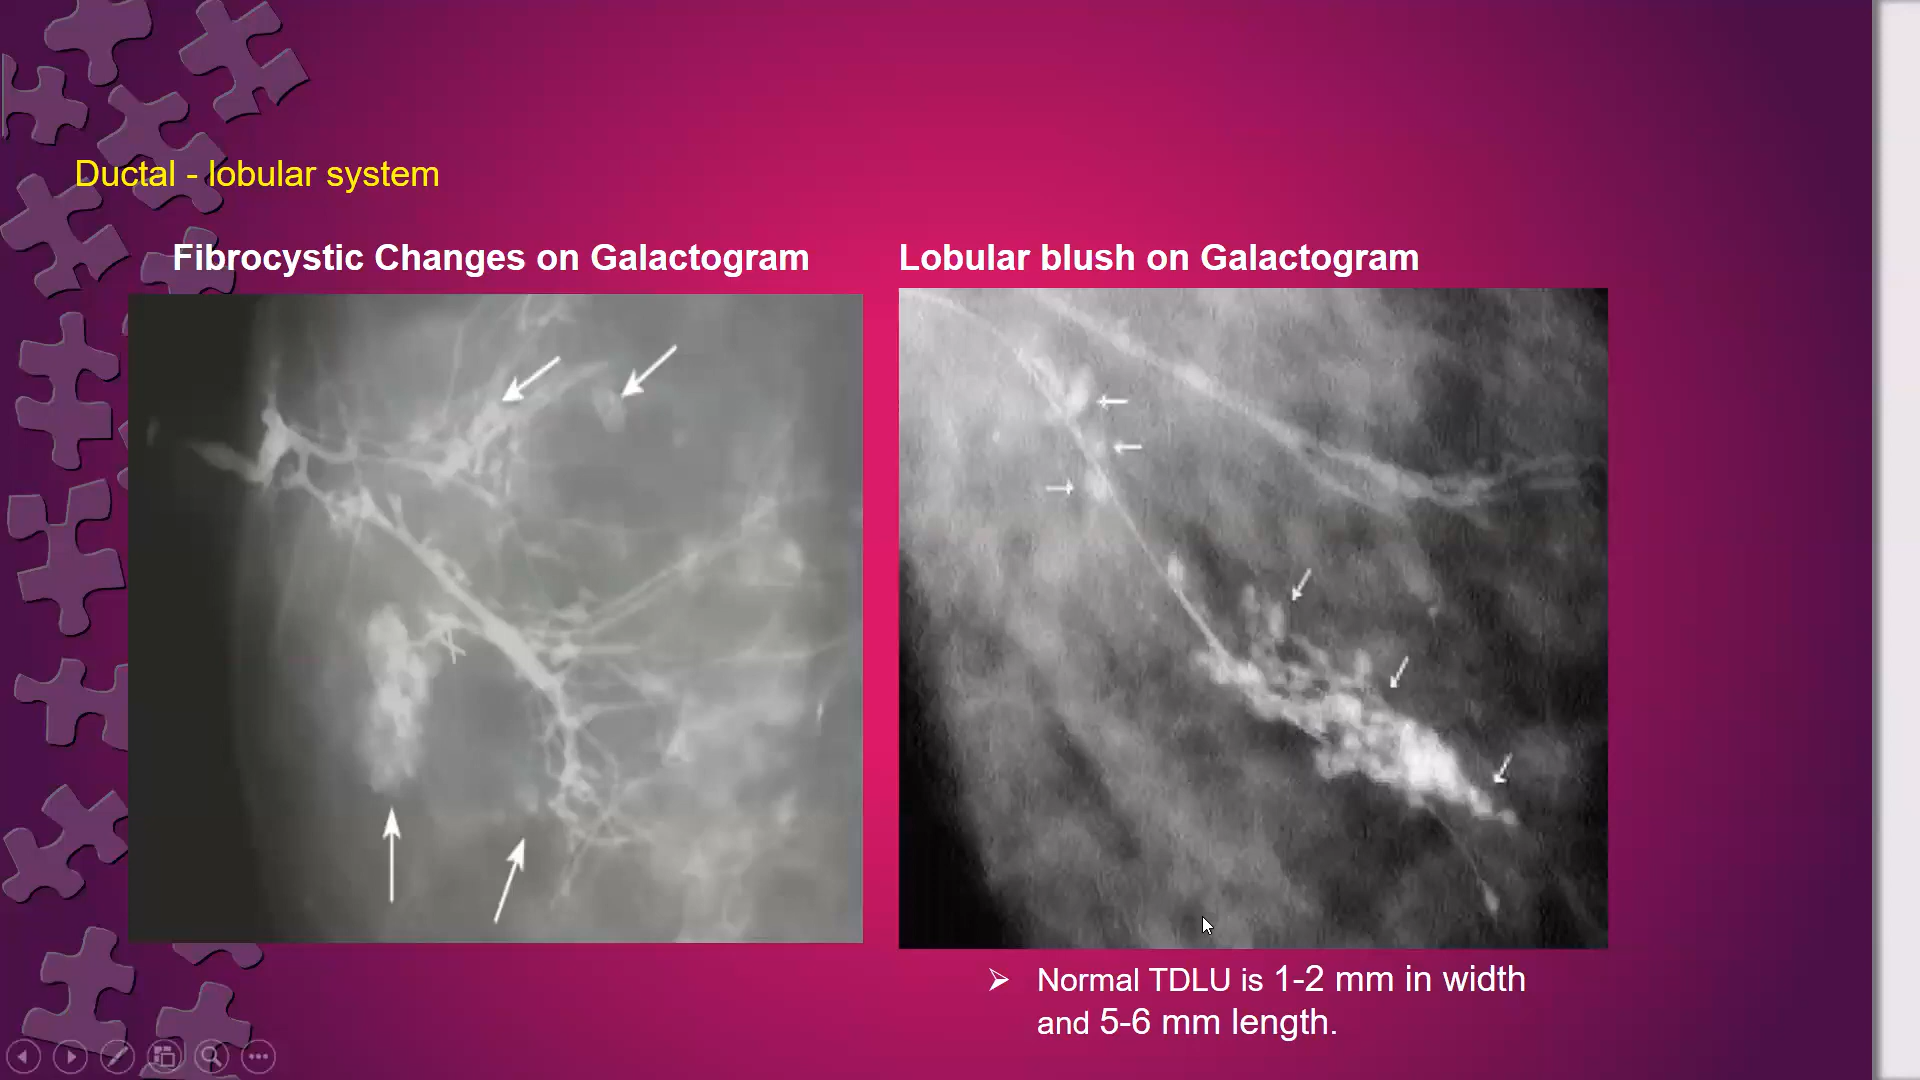 Ductal - lobular system
Fibrocystic Changes on Galactogram
Lobular blush on Galactogram
➢ Normal TDLU is 1-2 mm in width
and 5-6 mm length.